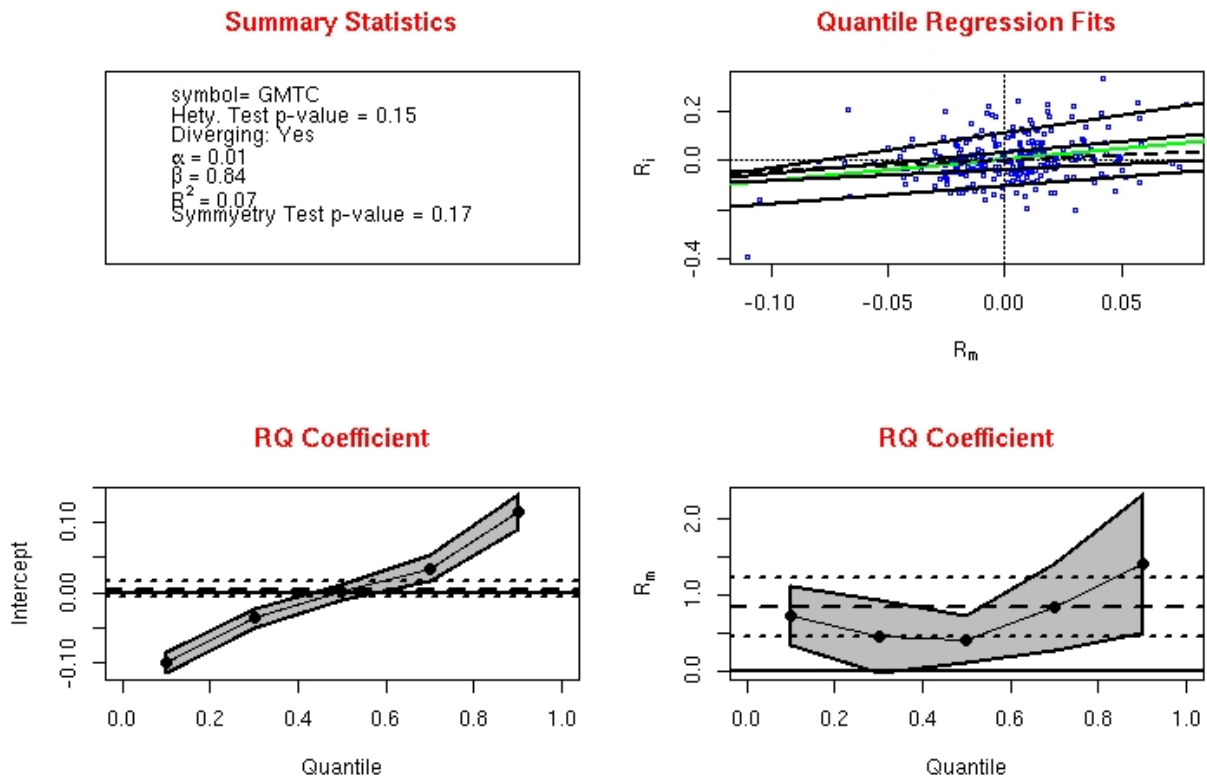 Summary Statistics
symbol= GMTC
Hety. Test p-value = 0.15
Diverging: Yes
α = 0.01
β = 0.84
R² = 0.07
Symmyetry Test p-value = 0.17
Quantile Regression Fits
Ri
0.2
0.0
-0.4
-0.10
-0.05
0.00
0.05
Rm
RQ Coefficient
Intercept
0.10
0.00
-0.10
0.0
0.2
0.4
0.6
0.8
1.0
Quantile
RQ Coefficient
Rm
2.0
1.0
0.0
0.0
0.2
0.4
0.6
0.8
1.0
Quantile